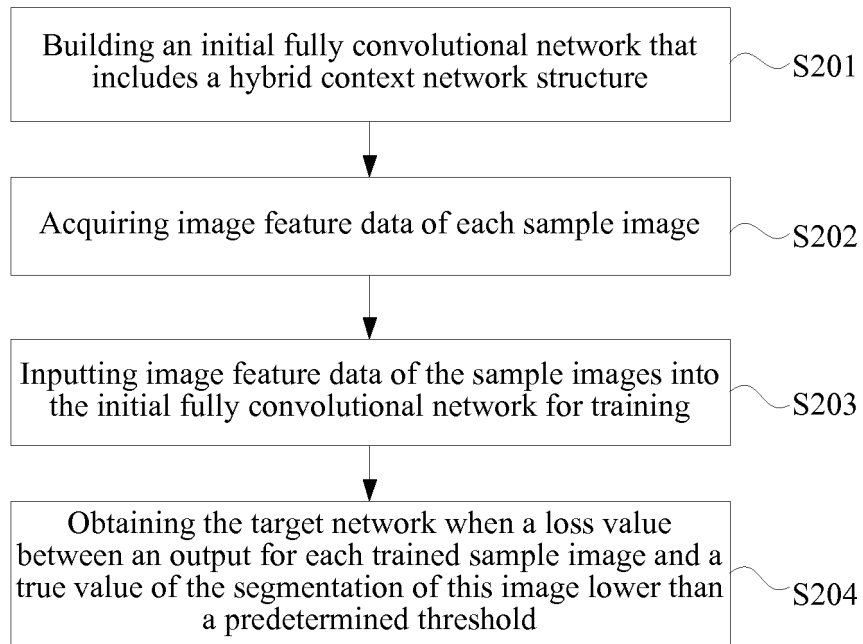 Building an initial fully convolutional network that
includes a hybrid context network structure
S201
Acquiring image feature data of each sample image
S202
Inputting image feature data of the sample images into
the initial fully convolutional network for training
S203
Obtaining the target network when a loss value
between an output for each trained sample image and a
true value of the segmentation of this image lower than
a predetermined threshold
S204